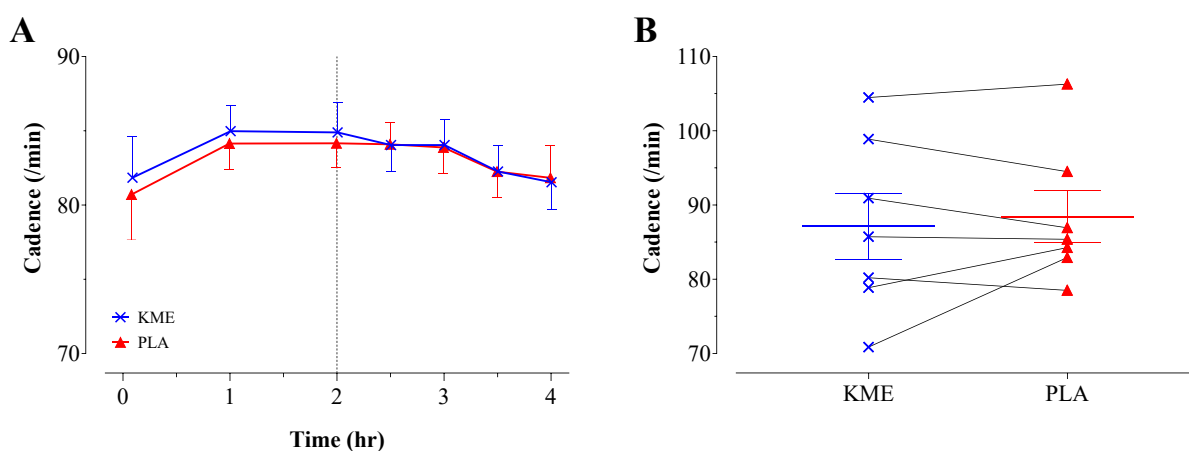 A
Cadence (/min)
90
80
70
KME
PLA
0 1 2 3 4
Time (hr)
B
Cadence (/min)
110
100
90
80
70
KME PLA